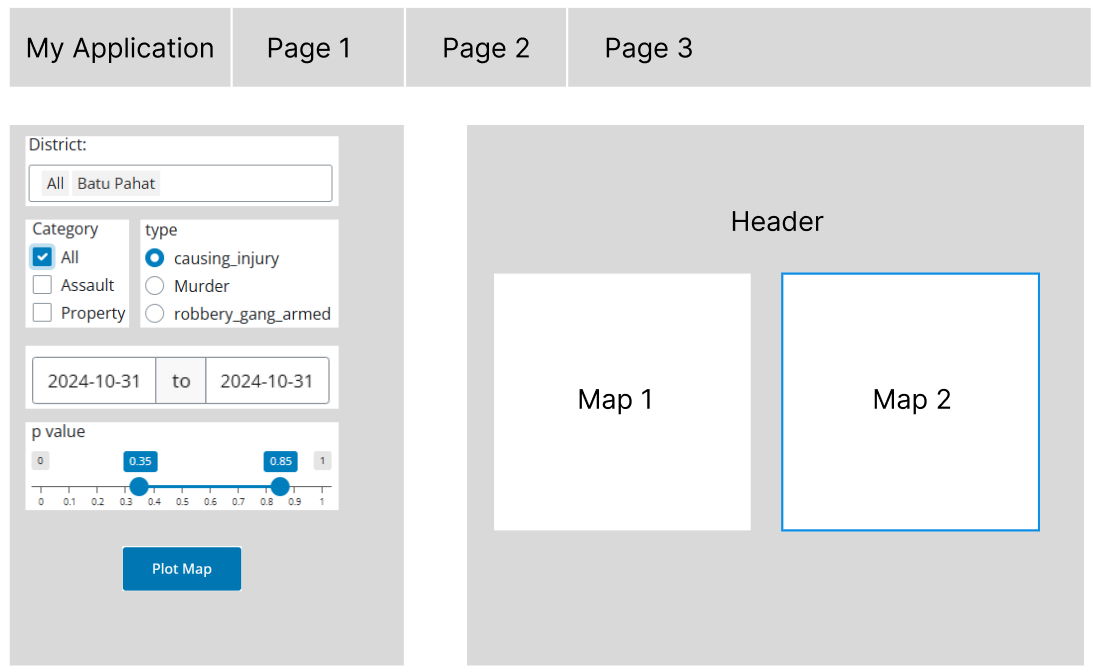 My Application Page 1 Page 2 Page 3
District:
All Batu Pahat
Category type
All causing_injury
Assault Murder
Property robbery_gang_armed
2024-10-31 to 2024-10-31
p value
0 0.35 0.85 1
0 0.1 0.2 0.3 0.4 0.5 0.6 0.7 0.8 0.9 1
Plot Map
Header
Map 1 Map 2